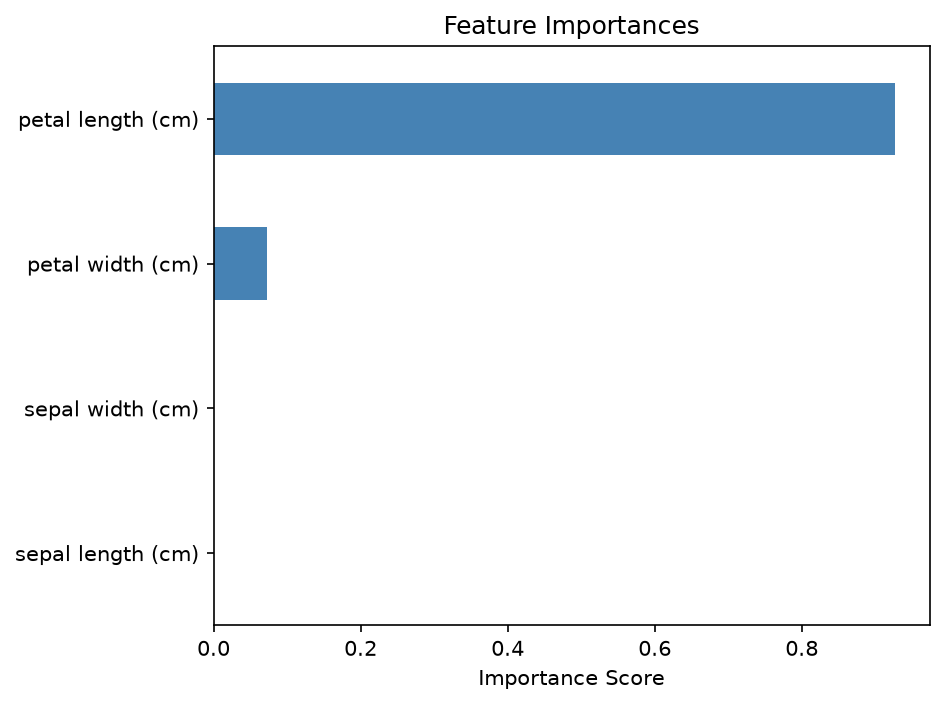 Feature Importances
petal length (cm)
petal width (cm)
sepal width (cm)
sepal length (cm)
0.0 0.2 0.4 0.6 0.8
Importance Score